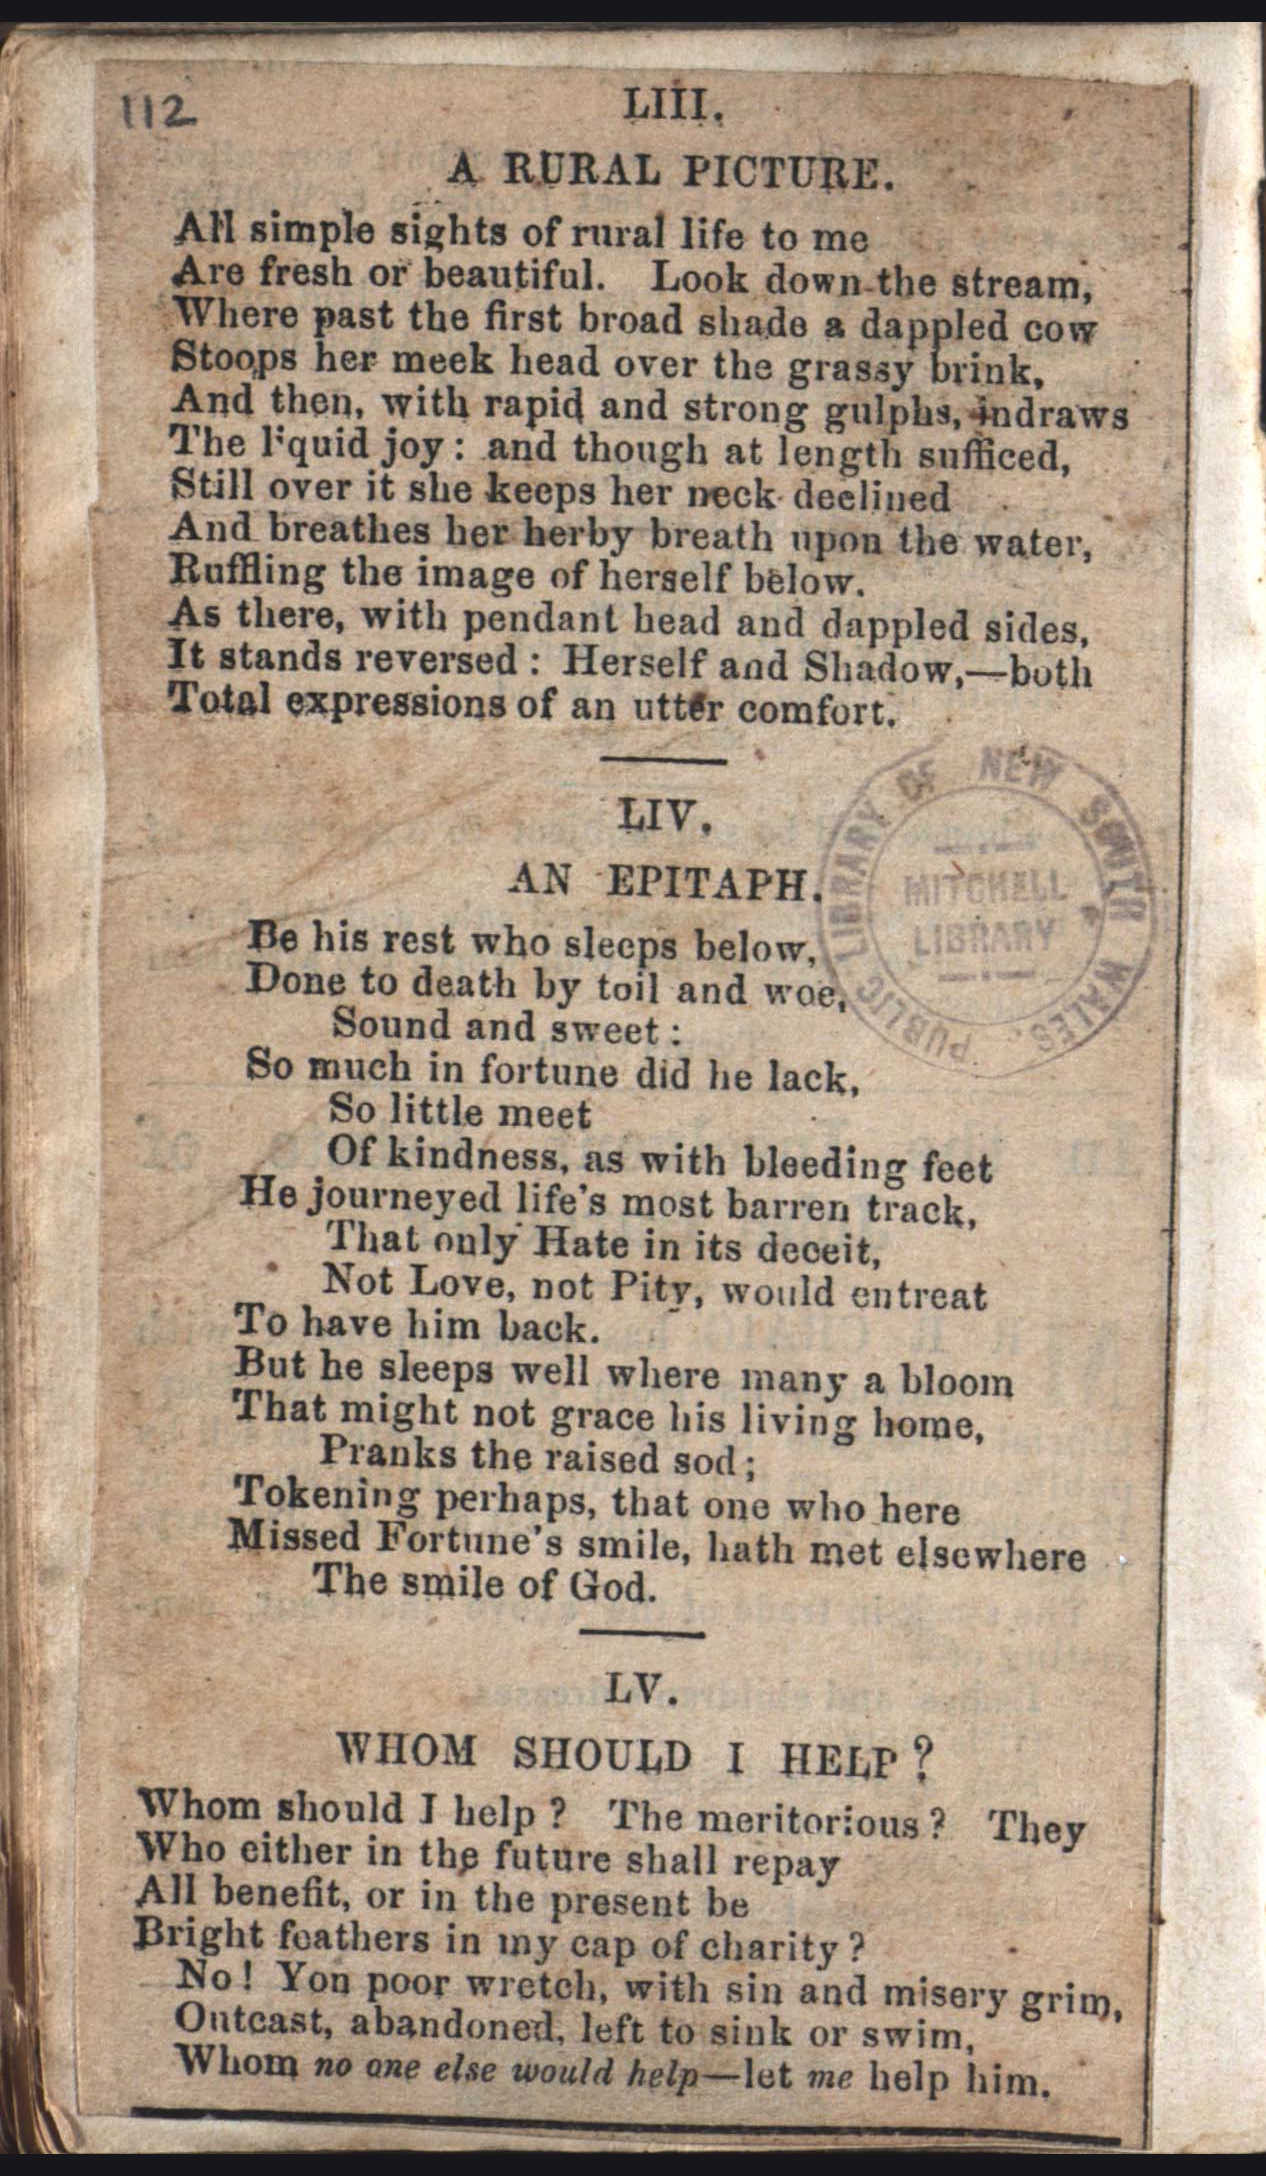 112
LIII.
A RURAL PICTURE.
All simple sights of rural life to me
Are fresh or beautiful. Look down the stream,
Where past the first broad shade a dappled cow
Stoops her meek head over the grassy brink,
And then, with rapid and strong gulphs, indraws
The liquid joy: and though at length sufficed,
Still over it she keeps her neck declined
And breathes her herby breath upon the water,
Ruffling the image of herself below.
As there, with pendant head and dappled sides,
It stands reversed: Herself and Shadow,—both
Total expressions of an utter comfort.
LIV.
AN EPITAPH.
Be his rest who sleeps below,
Done to death by toil and woe,
Sound and sweet:
So much in fortune did he lack,
So little meet
Of kindness, as with bleeding feet
He journeyed life's most barren track,
That only Hate in its deceit,
Not Love, not Pity, would entreat
To have him back.
But he sleeps well where many a bloom
That might not grace his living home,
Pranks the raised sod;
Tokening perhaps, that one who here
Missed Fortune's smile, hath met elsewhere
The smile of God.
PUBLIC LIBRARY OF NEW SOUTH WALES
MITCHELL
LIBRARY
LV.
WHOM SHOULD I HELP?
Whom should I help? The meritorious? They
Who either in the future shall repay
All benefit, or in the present be
Bright feathers in my cap of charity?
No! Yon poor wretch, with sin and misery grim,
Outcast, abandoned, left to sink or swim,
Whom no one else would help—let me help him.